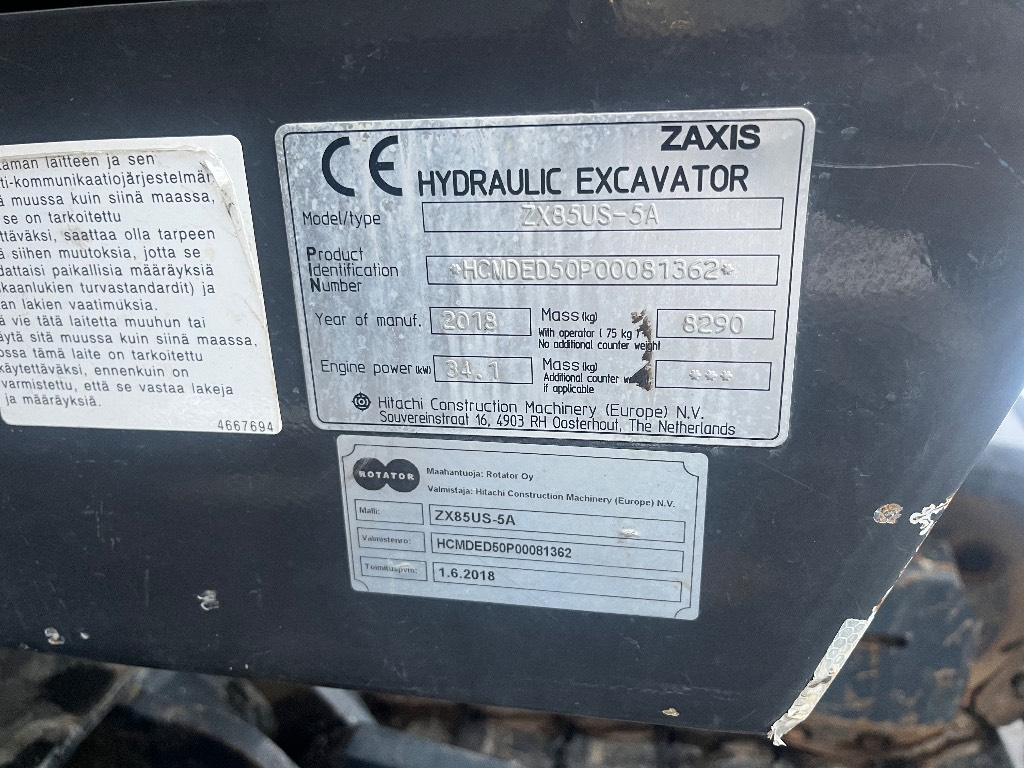 taman laitteen ja sen
ti-kommunikaatiojärjestelmän
ä muussa kuin siinä maassa,
se on tarkoitettu
ttäväksi, saattaa olla tarpeen
ä siihen muutoksia, jotta se
dattaisi paikallisia määräyksiä
kaanlukien turvastandardit) ja
an lakien vaatimuksia.
ä vie tätä laitetta muuhun tai
äytä sitä muussa kuin siinä maassa,
ossa tämä laite on tarkoitettu
käytettäväksi, ennenkuin on
varmistettu, että se vastaa lakeja
ja määräyksiä.
4667694
CE ZAXIS
HYDRAULIC EXCAVATOR
Model/type ZX85US-5A
Product
Identification
Number
*HCMDED50P00081362*
Year of manuf. 2018
Mass(kg)
With operator ( 75 kg )
No additional counter weight
8290
Engine power(kW) 34.1
Mass(kg)
Additional counter
if applicable
***
Hitachi Construction Machinery (Europe) N.V.
Souvereinstraat 16, 4903 RH Oosterhout, The Netherlands
ROTATOR
Maahantuoja: Rotator Oy
Valmistaja: Hitachi Construction Machinery (Europe) N.V.
Malli: ZX85US-5A
Valmistenro: HCMDED50P00081362
Toimituspvm: 1.6.2018